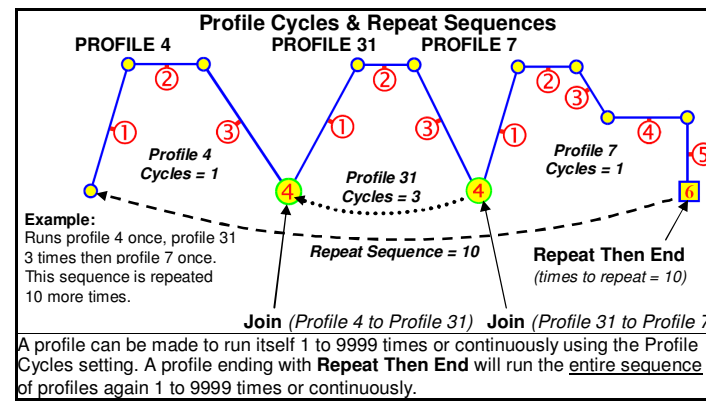 Profile Cycles & Repeat Sequences
PROFILE 4 PROFILE 31 PROFILE 7
② ② ②
③
① ③ ① ③ ① ④ ⑤
Profile 4
Cycles = 1
Profile 31
Cycles = 3
Profile 7
Cycles = 1
4 4 6
Example:
Runs profile 4 once, profile 31
3 times then profile 7 once.
This sequence is repeated
10 more times.
Repeat Sequence = 10
Repeat Then End
(times to repeat = 10)
Join (Profile 4 to Profile 31) Join (Profile 31 to Profile 7
A profile can be made to run itself 1 to 9999 times or continuously using the Profile
Cycles setting. A profile ending with Repeat Then End will run the entire sequence
of profiles again 1 to 9999 times or continuously.